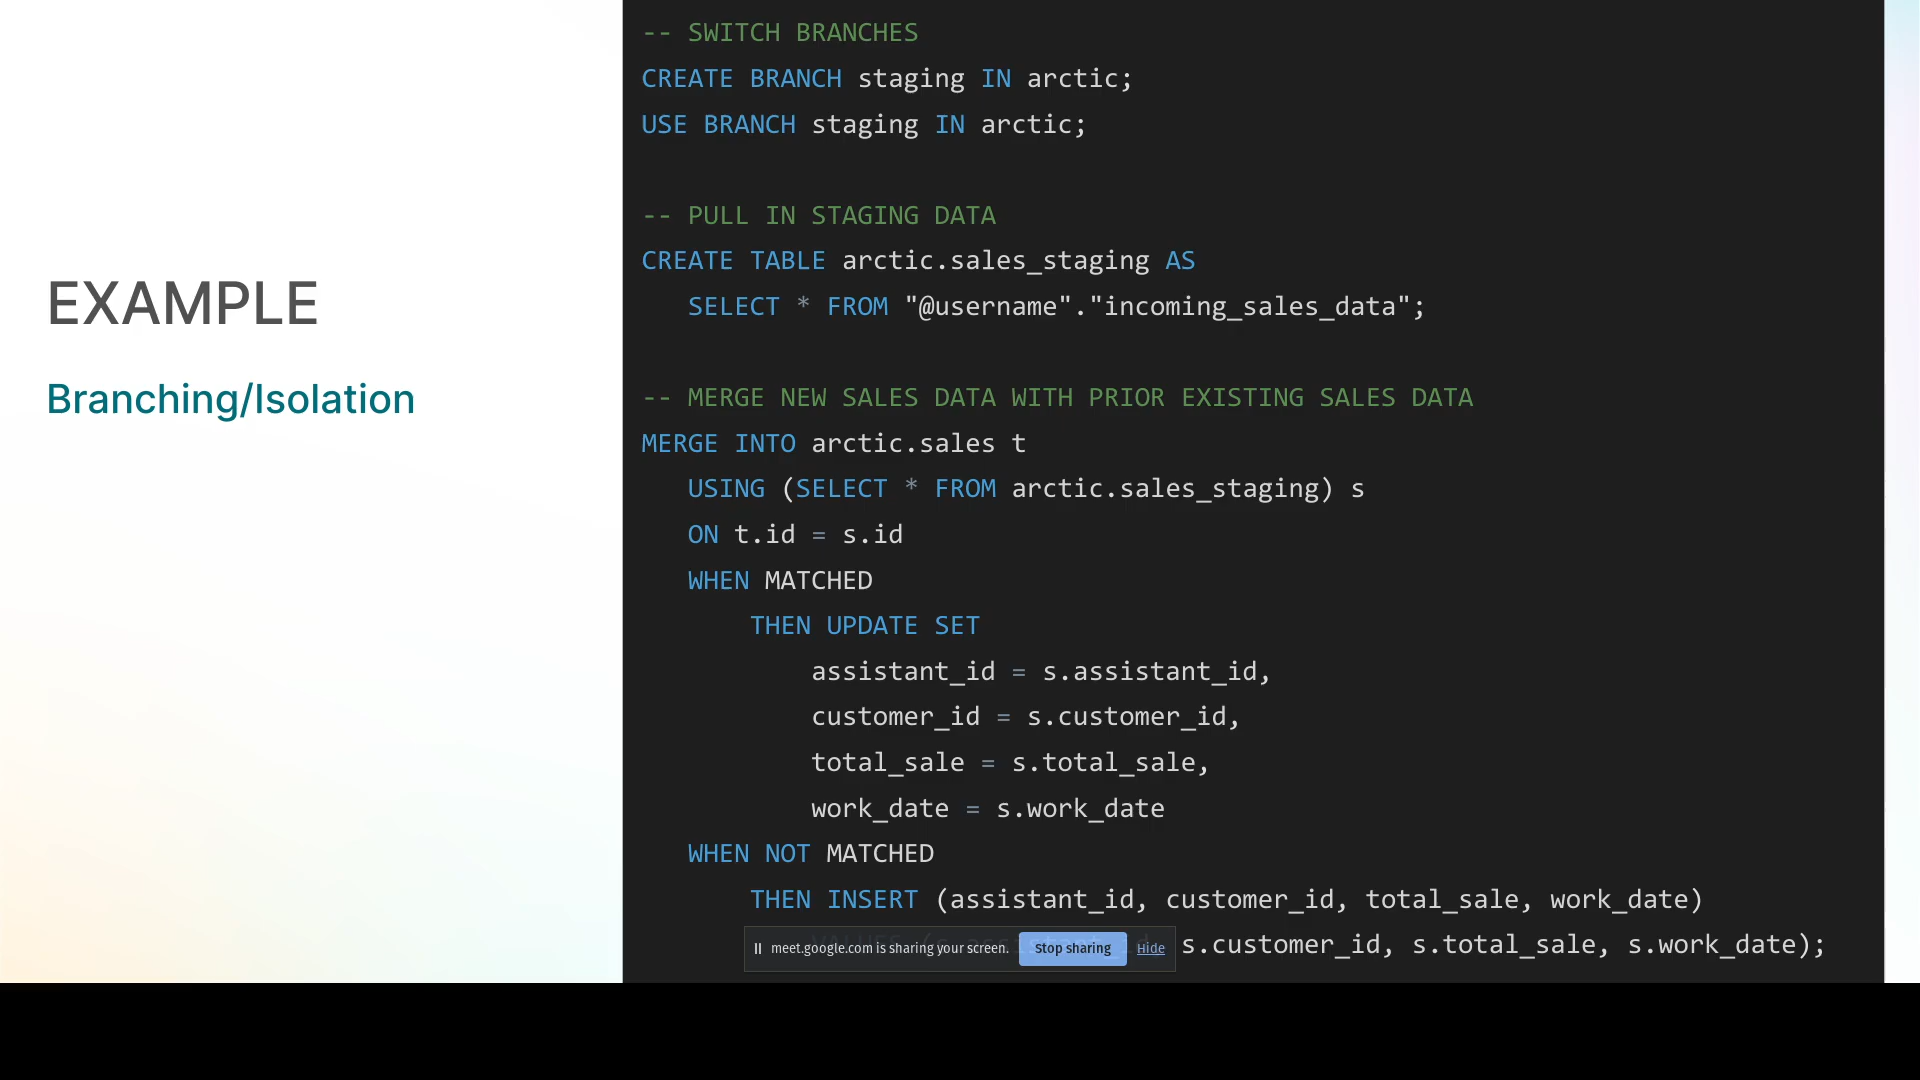 EXAMPLE
Branching/Isolation
-- SWITCH BRANCHES
CREATE BRANCH staging IN arctic;
USE BRANCH staging IN arctic;
-- PULL IN STAGING DATA
CREATE TABLE arctic.sales_staging AS
SELECT * FROM "@username"."incoming_sales_data";
-- MERGE NEW SALES DATA WITH PRIOR EXISTING SALES DATA
MERGE INTO arctic.sales t
USING (SELECT * FROM arctic.sales_staging) s
ON t.id = s.id
WHEN MATCHED
THEN UPDATE SET
assistant_id = s.assistant_id,
customer_id = s.customer_id,
total_sale = s.total_sale,
work_date = s.work_date
WHEN NOT MATCHED
THEN INSERT (assistant_id, customer_id, total_sale, work_date)
s.customer_id, s.total_sale, s.work_date);
meet.google.com is sharing your screen. Stop sharing Hide